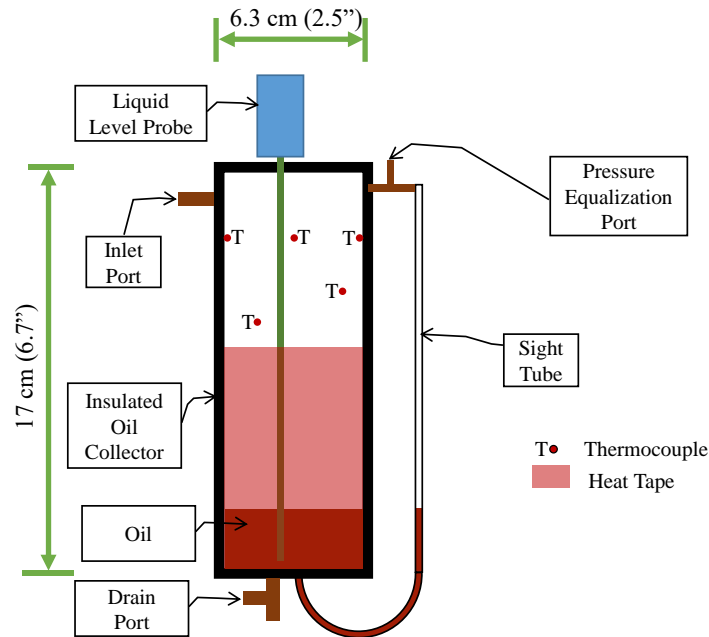 6.3 cm (2.5”)
Liquid
Level Probe
Pressure
Equalization
Port
Inlet
Port
T
T
T
T
T
17 cm (6.7”)
Sight
Tube
Insulated
Oil
Collector
T
Thermocouple
Heat Tape
Oil
Drain
Port